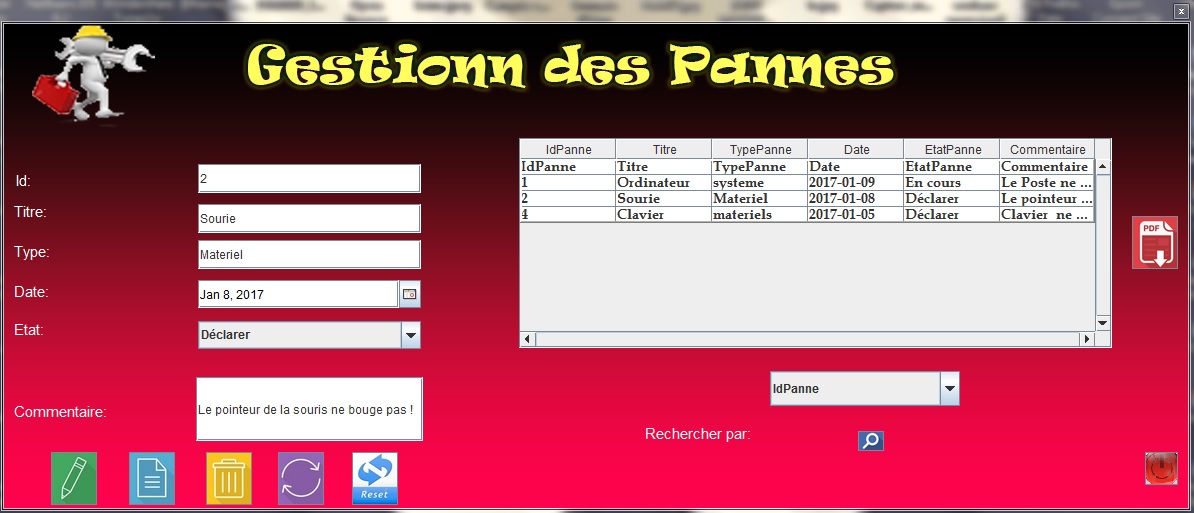 Gestionn des Pannes
Id: 2
Titre: Sourie
Type: Materiel
Date: Jan 8, 2017
Etat: Déclarer
Commentaire: Le pointeur de la souris ne bouge pas !
Reset
IdPanne Titre TypePanne Date EtatPanne Commentaire
IdPanne Titre TypePanne Date EtatPanne Commentaire
1 Ordinateur systeme 2017-01-09 En cours Le Poste ne ...
2 Sourie Materiel 2017-01-08 Déclarer Le pointeur ...
4 Clavier materiels 2017-01-05 Déclarer Clavier ne ...
PDF
IdPanne
Rechercher par: